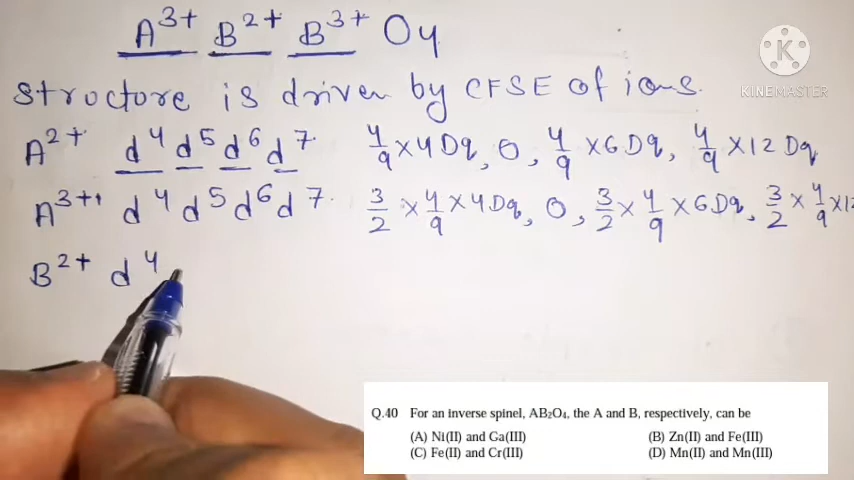 A³⁺ B²⁺ B³⁺ O4
K
KINEMASTER
Structore is driven by CFSE of ions.
A²⁺ d⁴ d⁵ d⁶ d⁷. 4/9 × 4Dq, 0, 4/9 × 6Dq, 4/9 × 12 Dq
A³⁺' d⁴ d⁵ d⁶ d⁷. 3/2 × 4/9 × 4Dq, 0, 3/2 × 4/9 × 6Dq, 3/2 × 4/9 × 12
B²⁺ d⁴
Q.40 For an inverse spinel, AB₂O₄, the A and B, respectively, can be
(A) Ni(II) and Ga(III) (B) Zn(II) and Fe(III)
(C) Fe(II) and Cr(III) (D) Mn(II) and Mn(III)